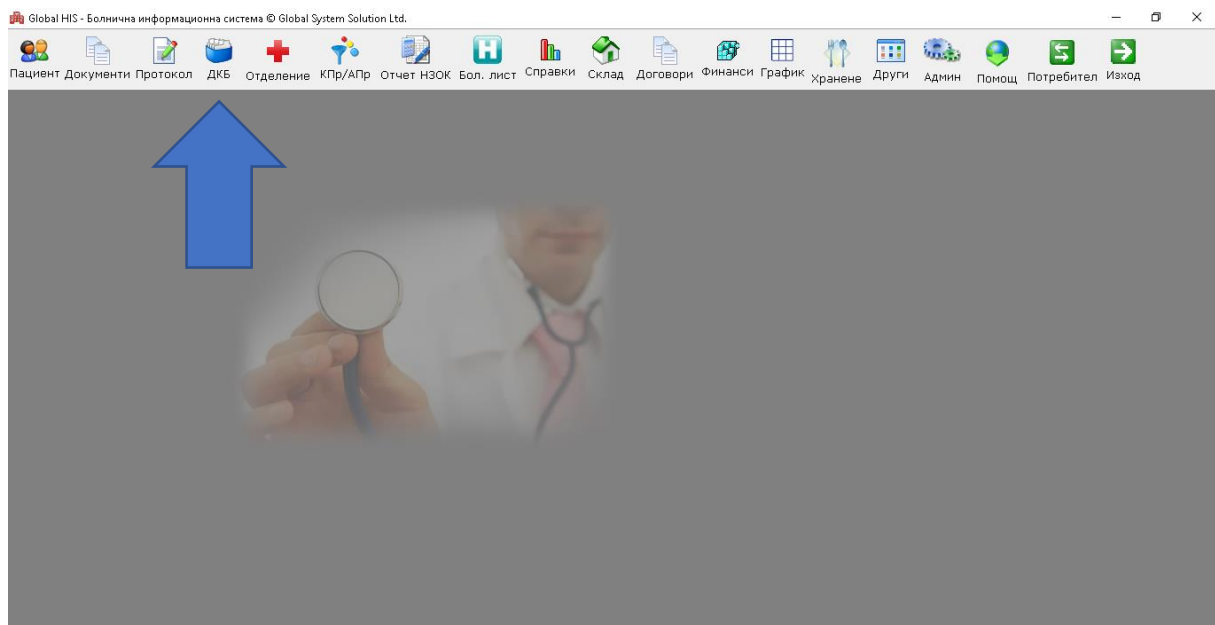 Global HIS - Болнична информационна система © Global System Solution Ltd.
Пациент Документи Протокол ДКБ Отделение КПр/АПр Отчет НЗОК Бол. лист Справки Склад Договори Финанси График Хранене Други Админ Помощ Потребител Изход